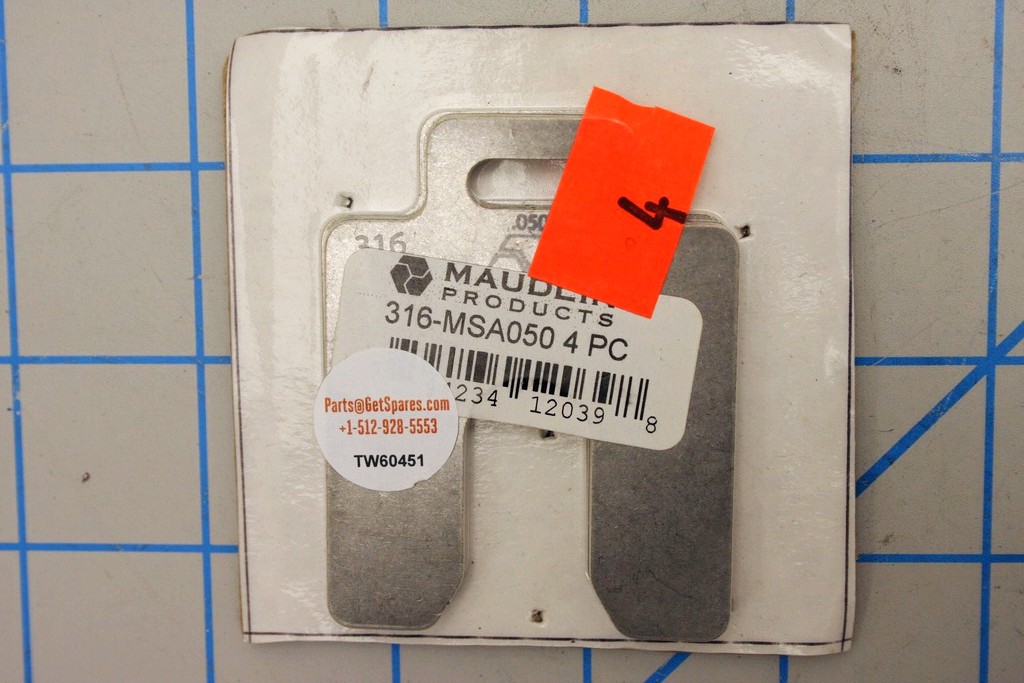 4
.050
316
PRODUCTS
316-MSA050 4 PC
234 12039 8
Parts@GetSpares.com
+1-512-928-5553
TW60451